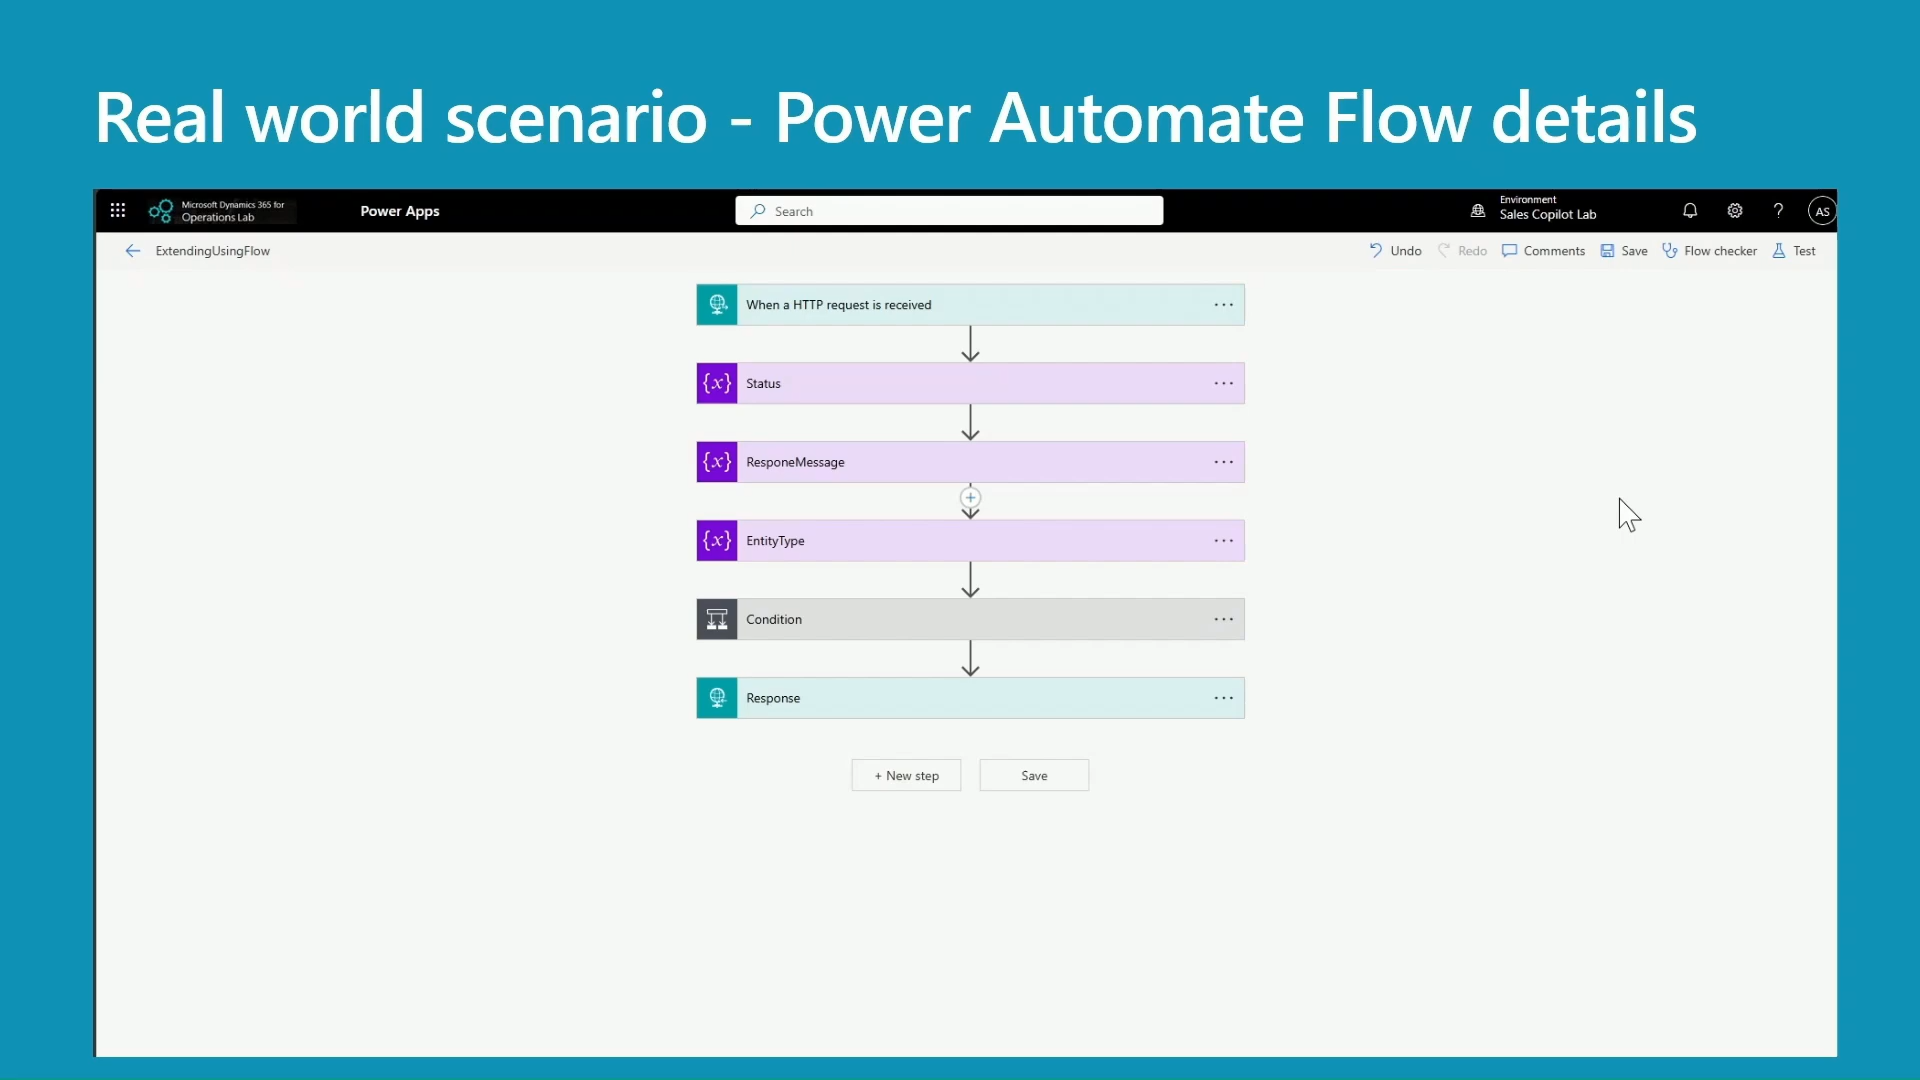 Real world scenario - Power Automate Flow details
Microsoft Dynamics 365 for
Operations Lab
Power Apps
Search
Environment
Sales Copilot Lab
?
AS
ExtendingUsingFlow
Undo
Redo
Comments
Save
Flow checker
Test
When a HTTP request is received
{x} Status
{x} ResponeMessage
{x} EntityType
Condition
Response
+ New step
Save